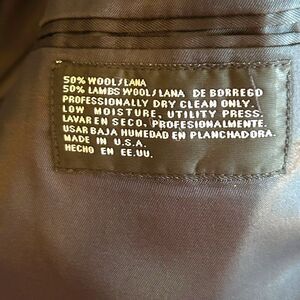 50% WOOL/LANA
50% LAMBS WOOL/LANA DE BORREGO
PROFESSIONALLY DRY CLEAN ONLY.
LOW MOISTURE, UTILITY PRESS.
LAVAR EN SECO, PROFESIONALMENTE.
USAR BAJA HUMEDAD EN PLANCHADORA.
MADE IN U.S.A.
HECHO EN EE.UU.